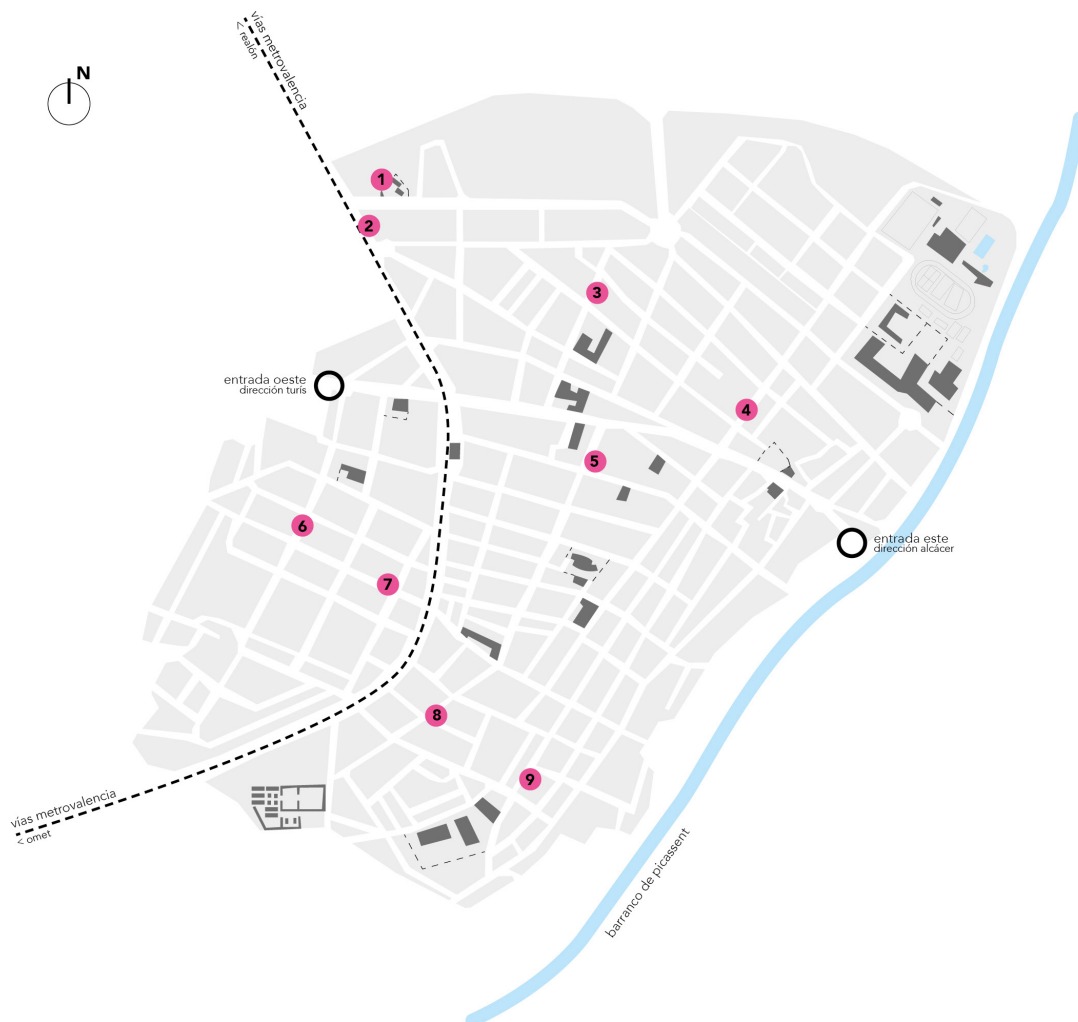 vías metrovalencia
< realón
N
1
2
3
entrada oeste
dirección turís
4
5
6
entrada este
dirección alcácer
7
8
9
vías metrovalencia
< omet
barranco de picassent